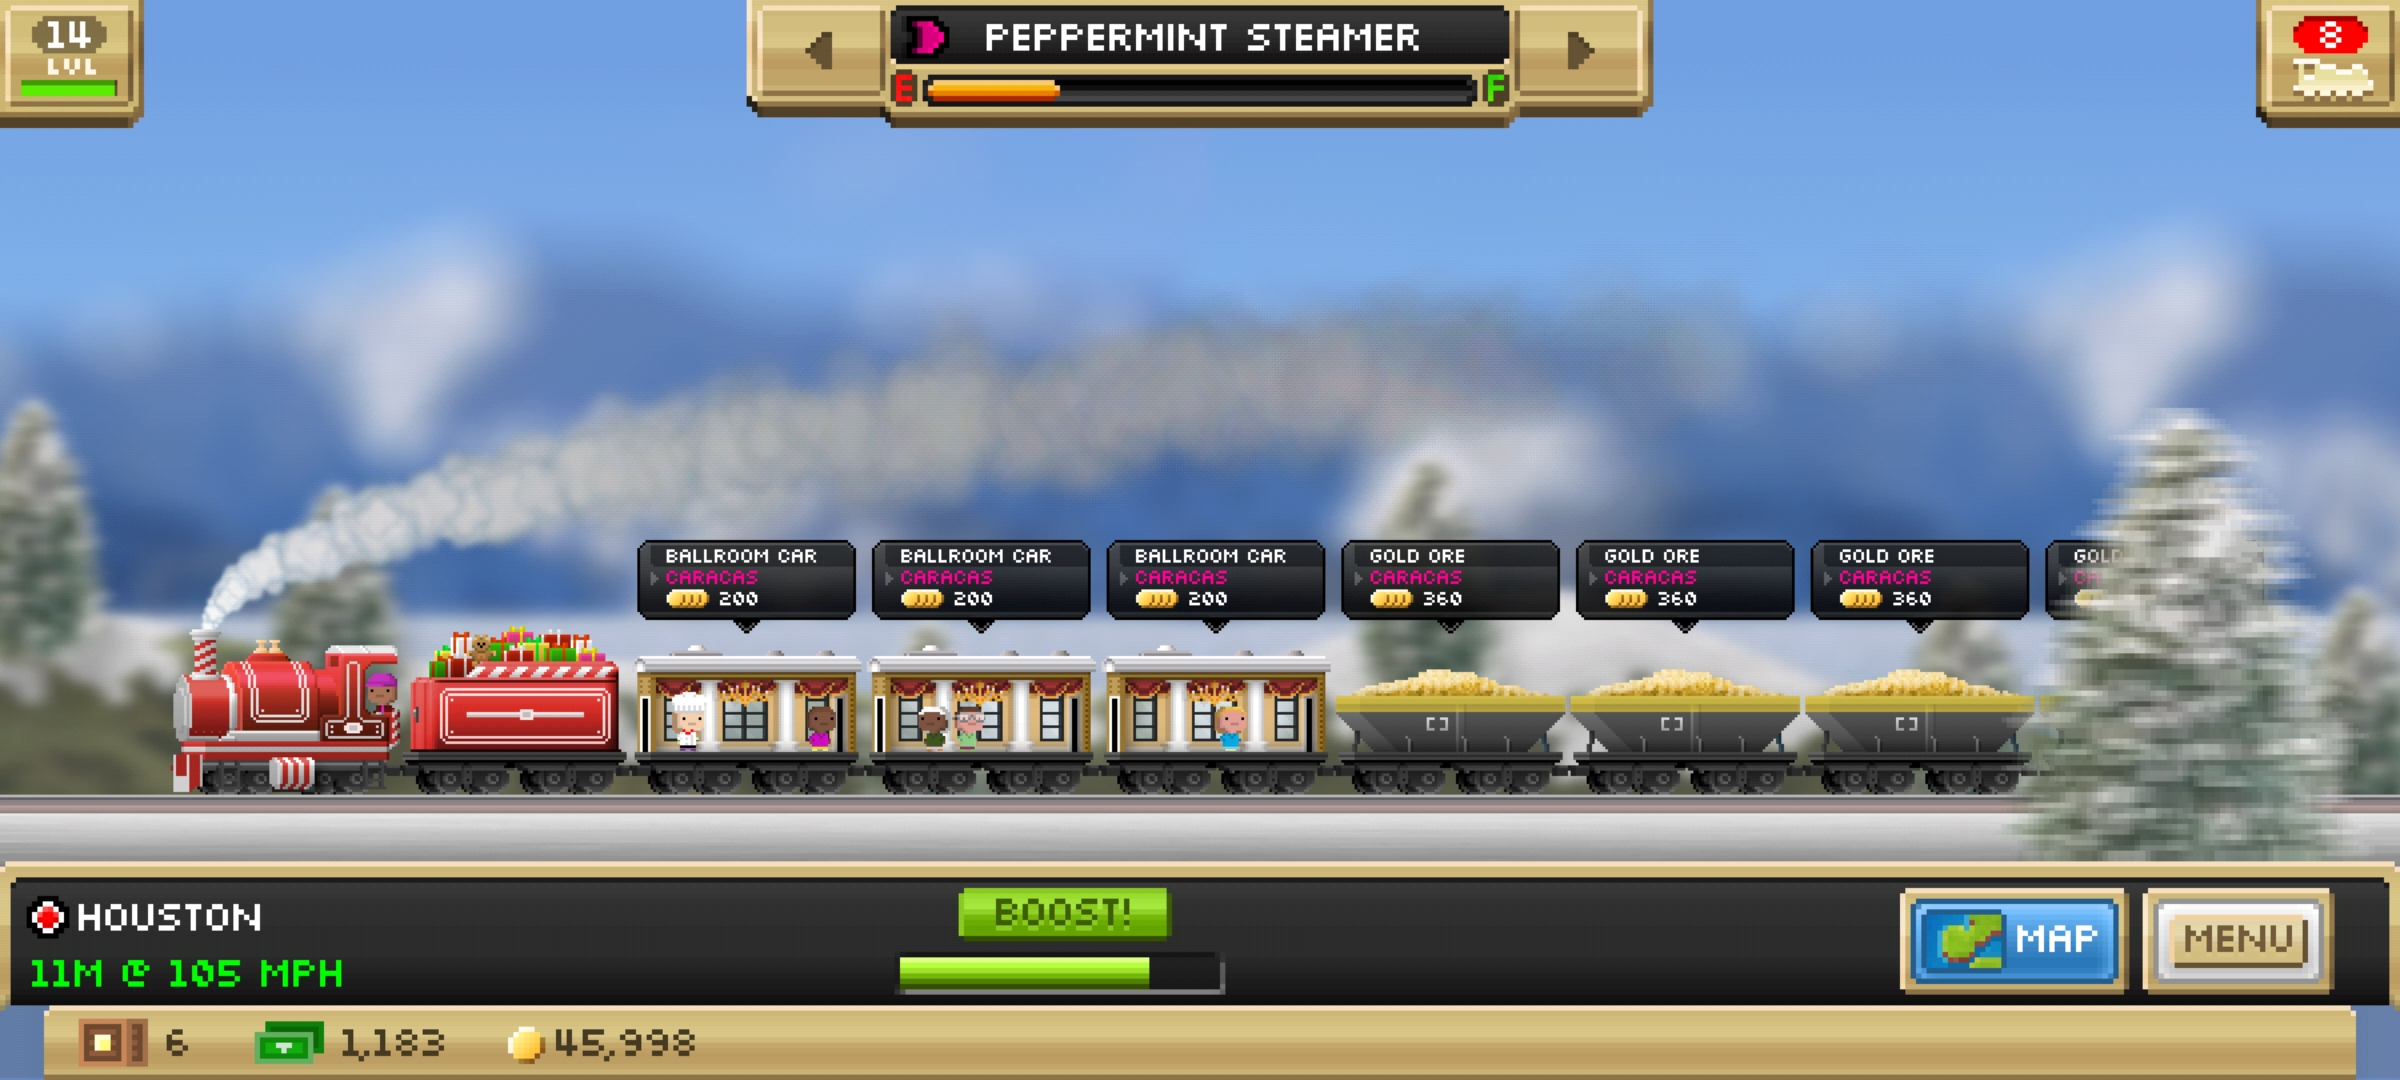 14
LVL
PEPPERMINT STEAMER
E
F
8
BALLROOM CAR
CARACAS
200
BALLROOM CAR
CARACAS
200
BALLROOM CAR
CARACAS
200
GOLD ORE
CARACAS
360
GOLD ORE
CARACAS
360
GOLD ORE
CARACAS
360
GOLD
HOUSTON
11M @ 105 MPH
BOOST!
MAP
MENU
6
1,183
45,998